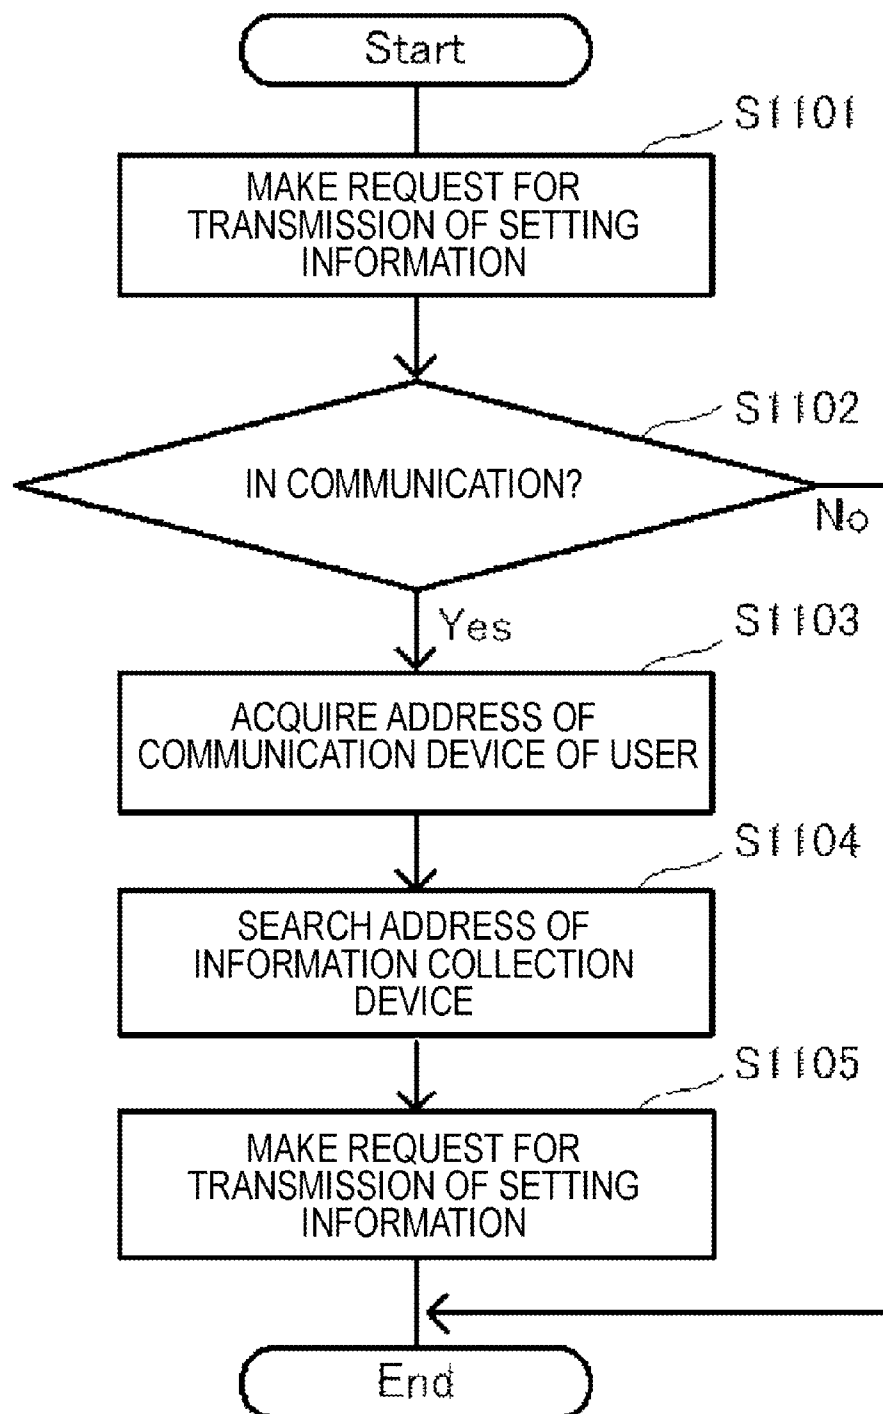 Start
S1101
MAKE REQUEST FOR
TRANSMISSION OF SETTING
INFORMATION
S1102
IN COMMUNICATION?
No
Yes
S1103
ACQUIRE ADDRESS OF
COMMUNICATION DEVICE OF USER
S1104
SEARCH ADDRESS OF
INFORMATION COLLECTION
DEVICE
S1105
MAKE REQUEST FOR
TRANSMISSION OF SETTING
INFORMATION
End